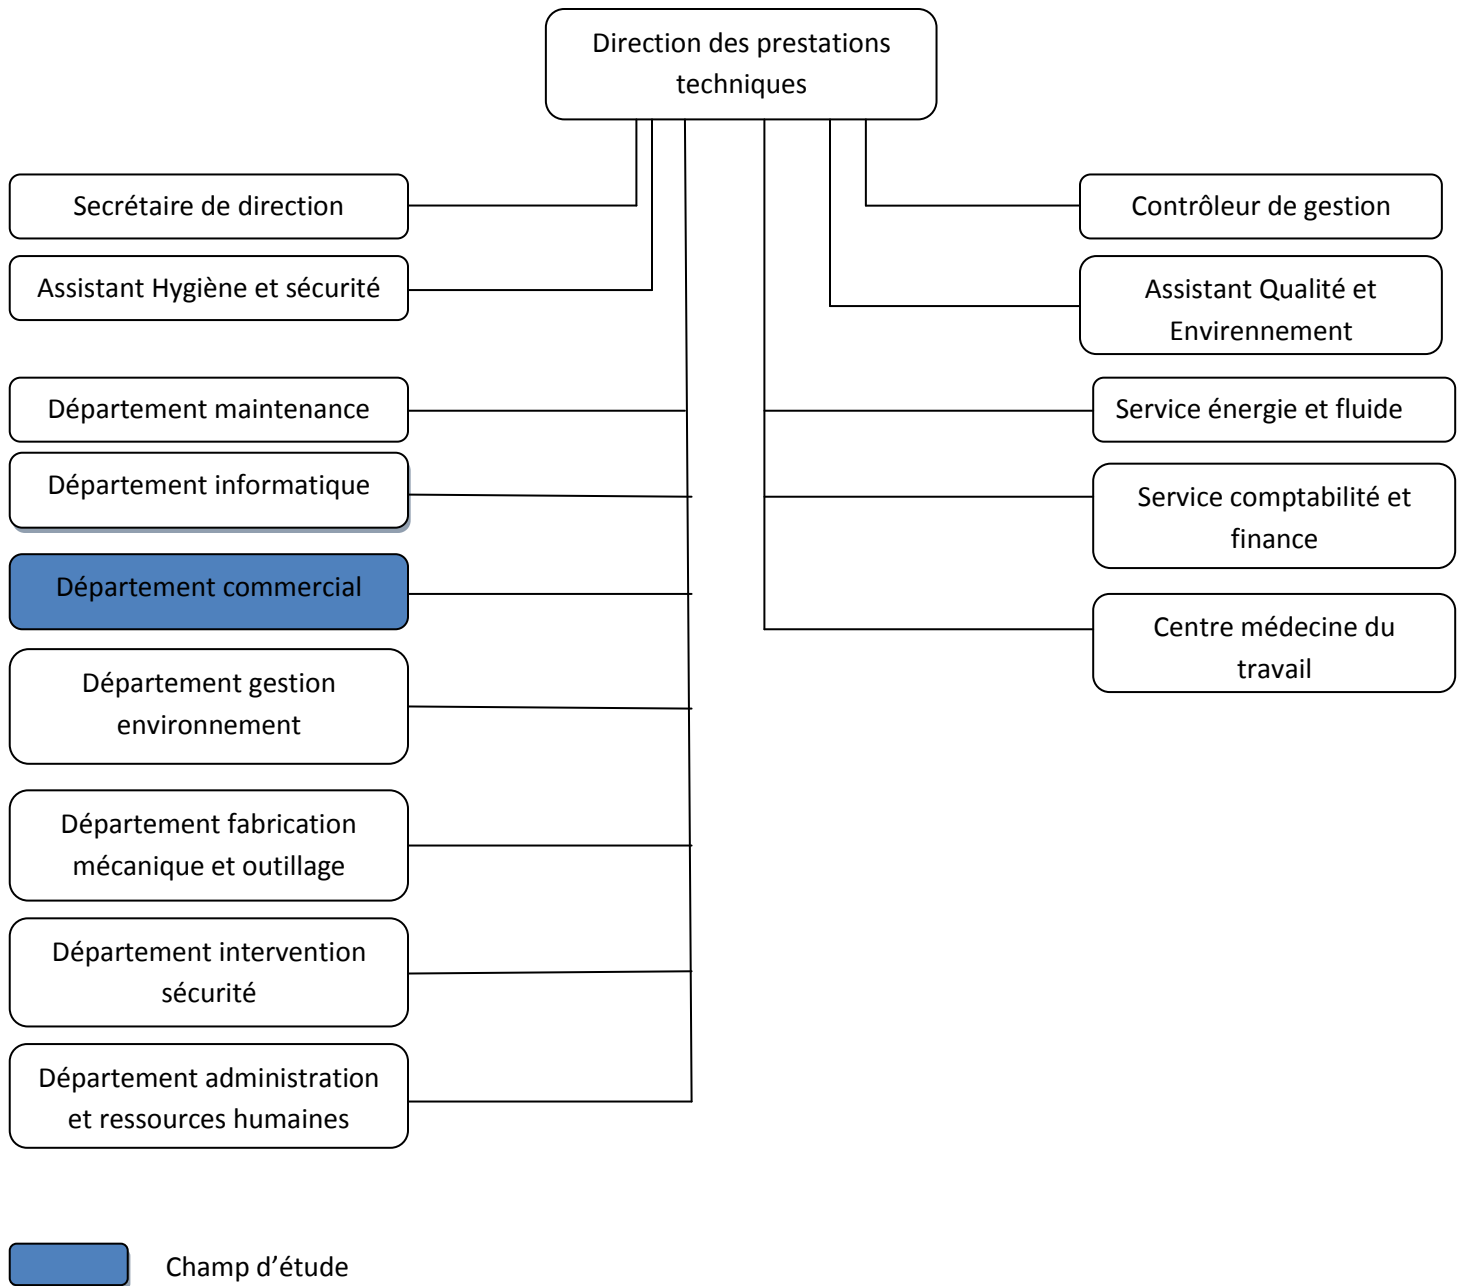 Direction des prestations
techniques
Secrétaire de direction
Contrôleur de gestion
Assistant Hygiène et sécurité
Assistant Qualité et
Envirennement
Département maintenance
Service énergie et fluide
Département informatique
Service comptabilité et
finance
Département commercial
Centre médecine du
travail
Département gestion
environnement
Département fabrication
mécanique et outillage
Département intervention
sécurité
Département administration
et ressources humaines
Champ d’étude